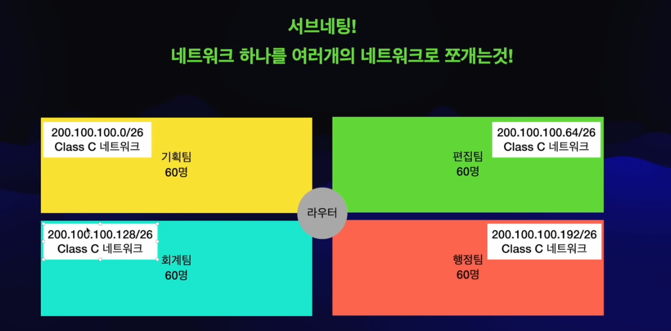 서브네팅!
네트워크 하나를 여러개의 네트워크로 쪼개는것!
200.100.100.0/26
Class C 네트워크
기획팀
60명
200.100.100.64/26
Class C 네트워크
편집팀
60명
라우터
200.100.100.128/26
Class C 네트워크
회계팀
60명
200.100.100.192/26
Class C 네트워크
행정팀
60명